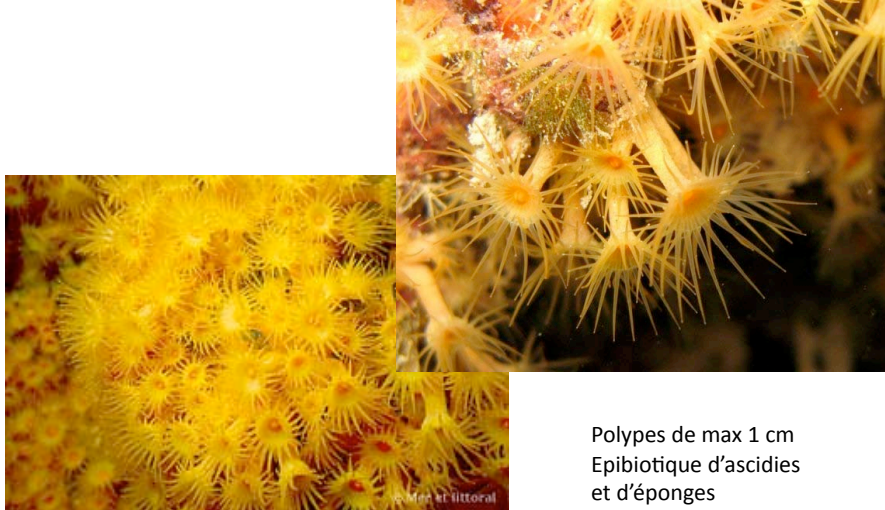 Polypes de max 1 cm
Epibiotique d’ascidies
et d’éponges
© Mer et littoral